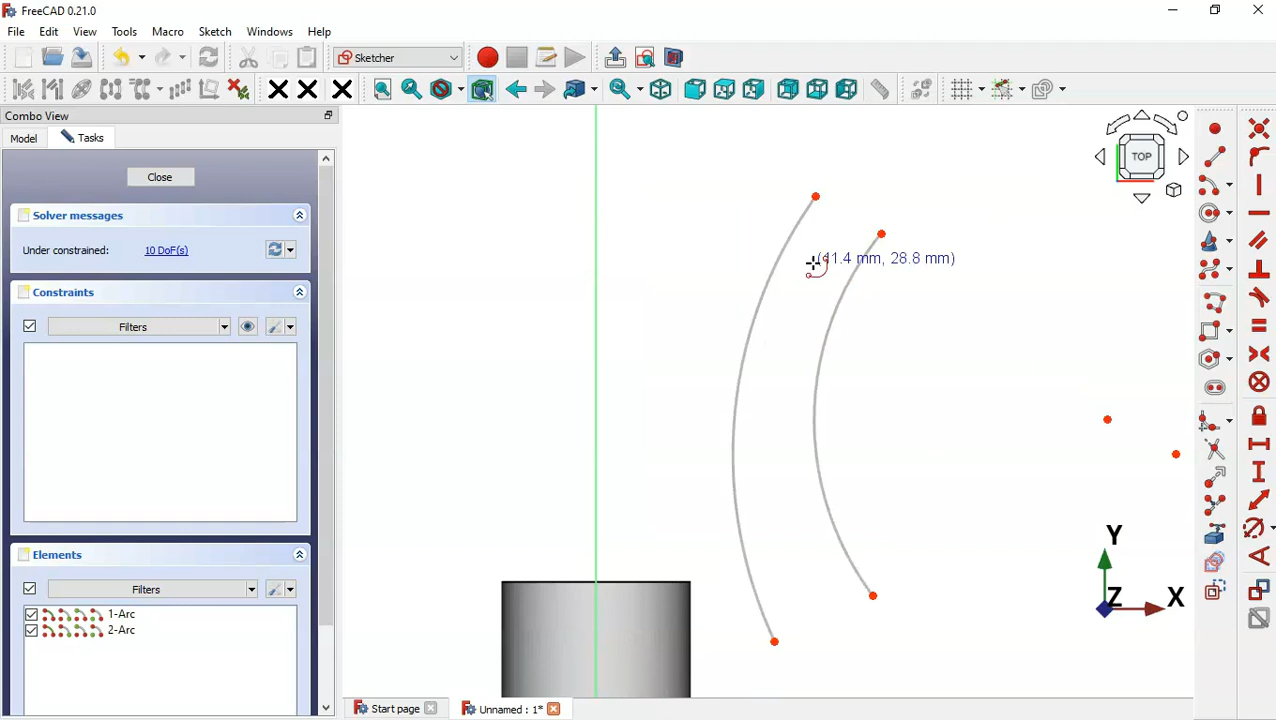 FreeCAD 0.21.0
File Edit View Tools Macro Sketch Windows Help
Sketcher
Combo View
Model Tasks
TOP
Close
Solver messages
Under constrained: 10 DoF(s)
(11.4 mm, 28.8 mm)
Constraints
Filters
Elements
Filters
1-Arc
2-Arc
Y
Z X
Start page Unnamed : 1*